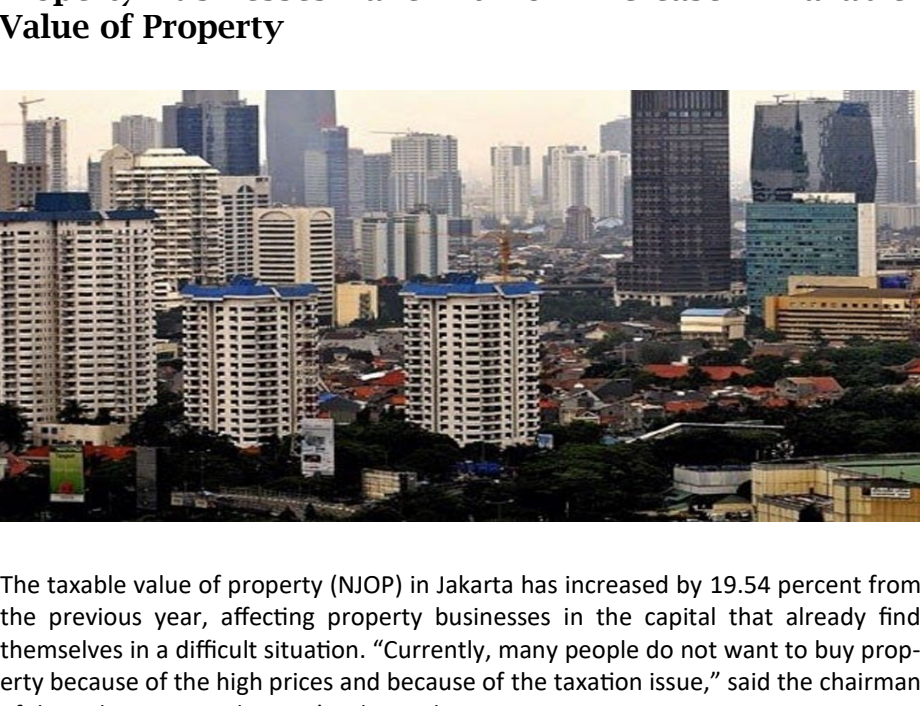 Value of Property
The taxable value of property (NJOP) in Jakarta has increased by 19.54 percent from
the previous year, affecting property businesses in the capital that already find
themselves in a difficult situation. “Currently, many people do not want to buy prop-
erty because of the high prices and because of the taxation issue,” said the chairman